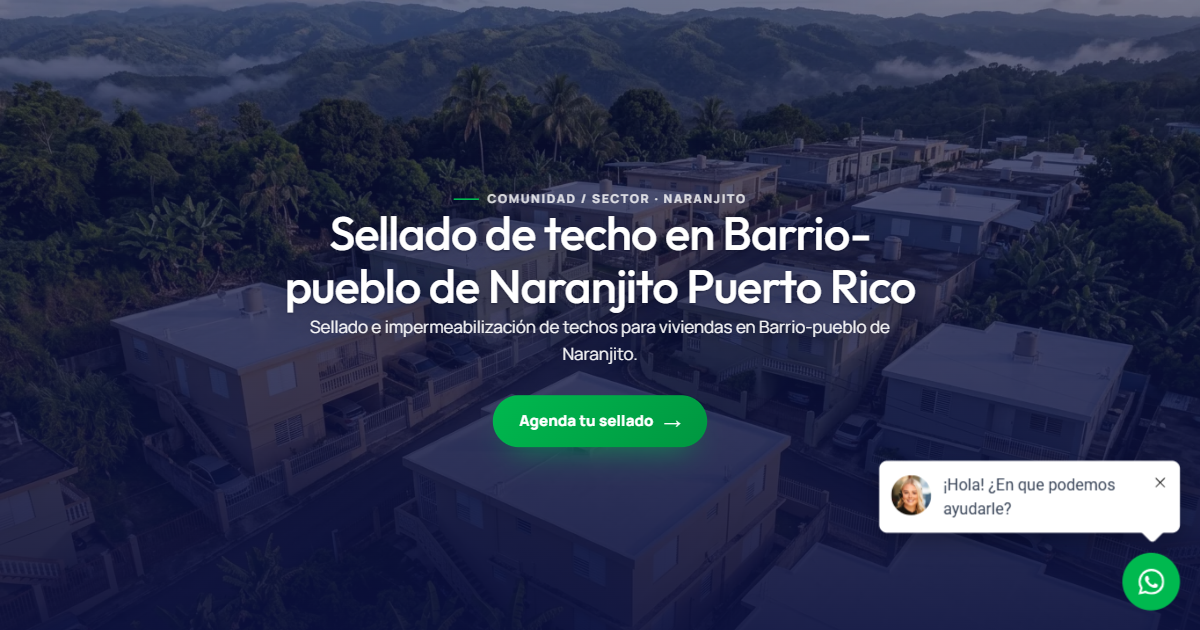 COMUNIDAD / SECTOR · NARANJITO
Sellado de techo en Barrio-
pueblo de Naranjito Puerto Rico
Sellado e impermeabilización de techos para viviendas en Barrio-pueblo de
Naranjito.
Agenda tu sellado →
¡Hola! ¿En que podemos
ayudarle?